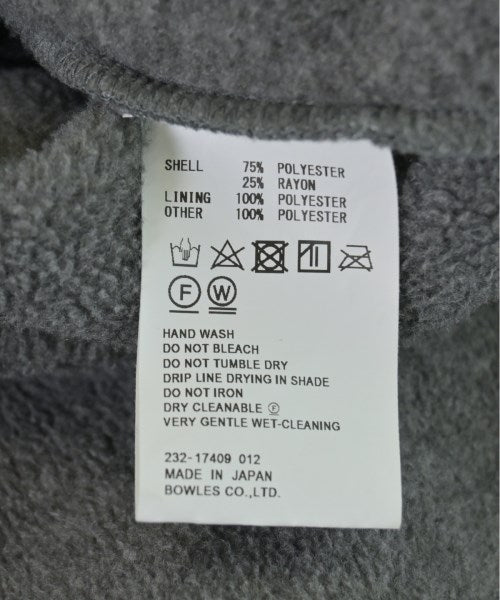 SHELL 75% POLYESTER
25% RAYON
LINING 100% POLYESTER
OTHER 100% POLYESTER
F W
HAND WASH
DO NOT BLEACH
DO NOT TUMBLE DRY
DRIP LINE DRYING IN SHADE
DO NOT IRON
DRY CLEANABLE Ⓕ
VERY GENTLE WET-CLEANING
232-17409 012
MADE IN JAPAN
BOWLES CO.,LTD.